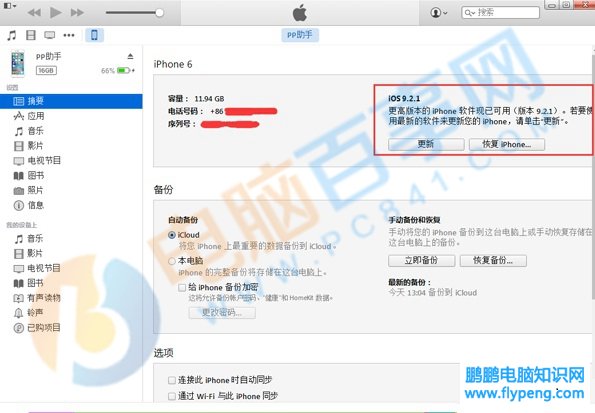 搜索
PP助手
PP助手
16GB
66%
设置
摘要
应用
音乐
影片
电视节目
图书
照片
信息
我的设备上
音乐
影片
电视节目
图书
有声读物
铃声
已购项目
iPhone 6
容量： 11.94 GB
电话号码： +86
序列号：
iOS 9.2.1
更高版本的 iPhone 软件现已可用（版本 9.2.1）。若要使
用最新的软件来更新您的 iPhone，请单击“更新”。
更新
恢复 iPhone...
备份
自动备份
iCloud
将您 iPhone 上最重要的数据备份到 iCloud。
本电脑
iPhone 的完整备份将存储在这台电脑上。
给 iPhone 备份加密
这将允许备份帐户密码、“健康”和 HomeKit 数据。
更改密码...
手动备份和恢复
手动将您的 iPhone 备份到这台电脑上或手动恢复存储在
这台电脑上的备份。
立即备份
恢复备份...
最新的备份：
今天 13:04 备份到 iCloud
选项
连接此 iPhone 时自动同步
通过 Wi-Fi 与此 iPhone 同步
电脑百事网
WWW.PC841.COM
鹏鹏电脑知识网
www.flypeng.com